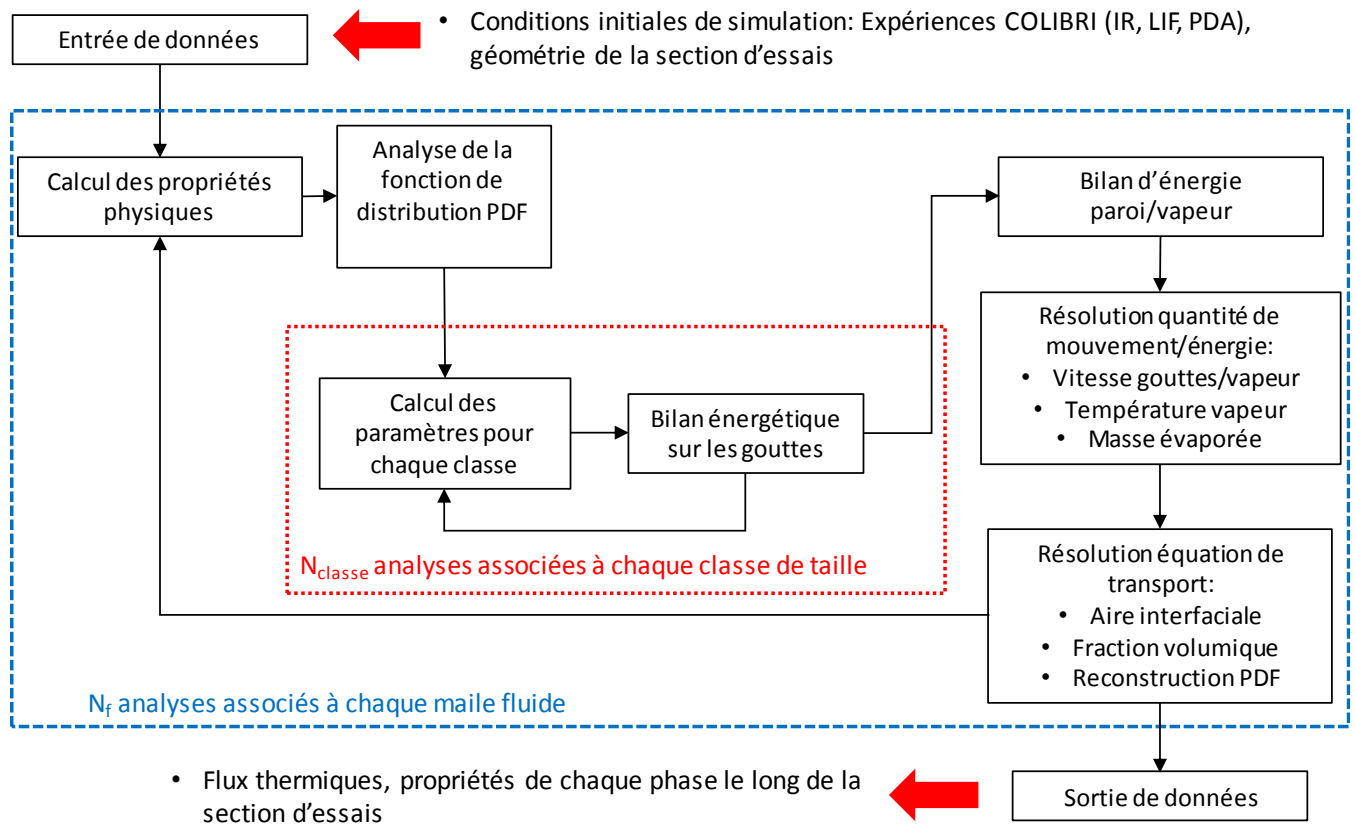 Entrée de données
• Conditions initiales de simulation: Expériences COLIBRI (IR, LIF, PDA),
géométrie de la section d'essais
Calcul des propriétés
physiques
Analyse de la
fonction de
distribution PDF
Bilan d'énergie
paroi/vapeur
Résolution quantité de
mouvement/énergie:
• Vitesse gouttes/vapeur
• Température vapeur
• Masse évaporée
Calcul des
paramètres pour
chaque classe
Bilan énergétique
sur les gouttes
N_classe analyses associées à chaque classe de taille
Résolution équation de
transport:
• Aire interfaciale
• Fraction volumique
• Reconstruction PDF
N_f analyses associés à chaque maile fluide
• Flux thermiques, propriétés de chaque phase le long de la
section d'essais
Sortie de données